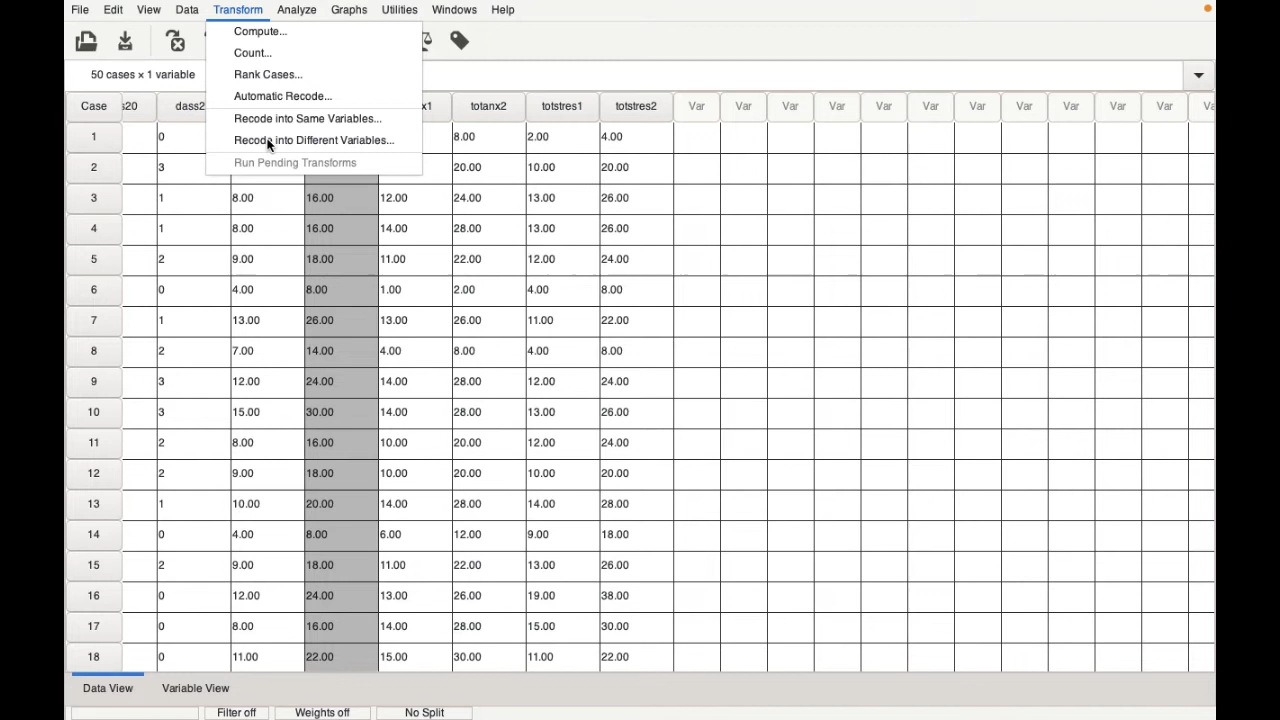 File Edit View Data Transform Analyze Graphs Utilities Windows Help
Compute...
Count...
Rank Cases...
Automatic Recode...
Recode into Same Variables...
Recode into Different Variables...
Run Pending Transforms
50 cases × 1 variable
Case s20 dass2 x1 totanx2 totstres1 totstres2 Var Var Var Var Var Var Var Var Var Var Var Va
1 0 8.00 2.00 4.00
2 3 20.00 10.00 20.00
3 1 8.00 16.00 12.00 24.00 13.00 26.00
4 1 8.00 16.00 14.00 28.00 13.00 26.00
5 2 9.00 18.00 11.00 22.00 12.00 24.00
6 0 4.00 8.00 1.00 2.00 4.00 8.00
7 1 13.00 26.00 13.00 26.00 11.00 22.00
8 2 7.00 14.00 4.00 8.00 4.00 8.00
9 3 12.00 24.00 14.00 28.00 12.00 24.00
10 3 15.00 30.00 14.00 28.00 13.00 26.00
11 2 8.00 16.00 10.00 20.00 12.00 24.00
12 2 9.00 18.00 10.00 20.00 10.00 20.00
13 1 10.00 20.00 14.00 28.00 14.00 28.00
14 0 4.00 8.00 6.00 12.00 9.00 18.00
15 2 9.00 18.00 11.00 22.00 13.00 26.00
16 0 12.00 24.00 13.00 26.00 19.00 38.00
17 0 8.00 16.00 14.00 28.00 15.00 30.00
18 0 11.00 22.00 15.00 30.00 11.00 22.00
Data View Variable View
Filter off Weights off No Split